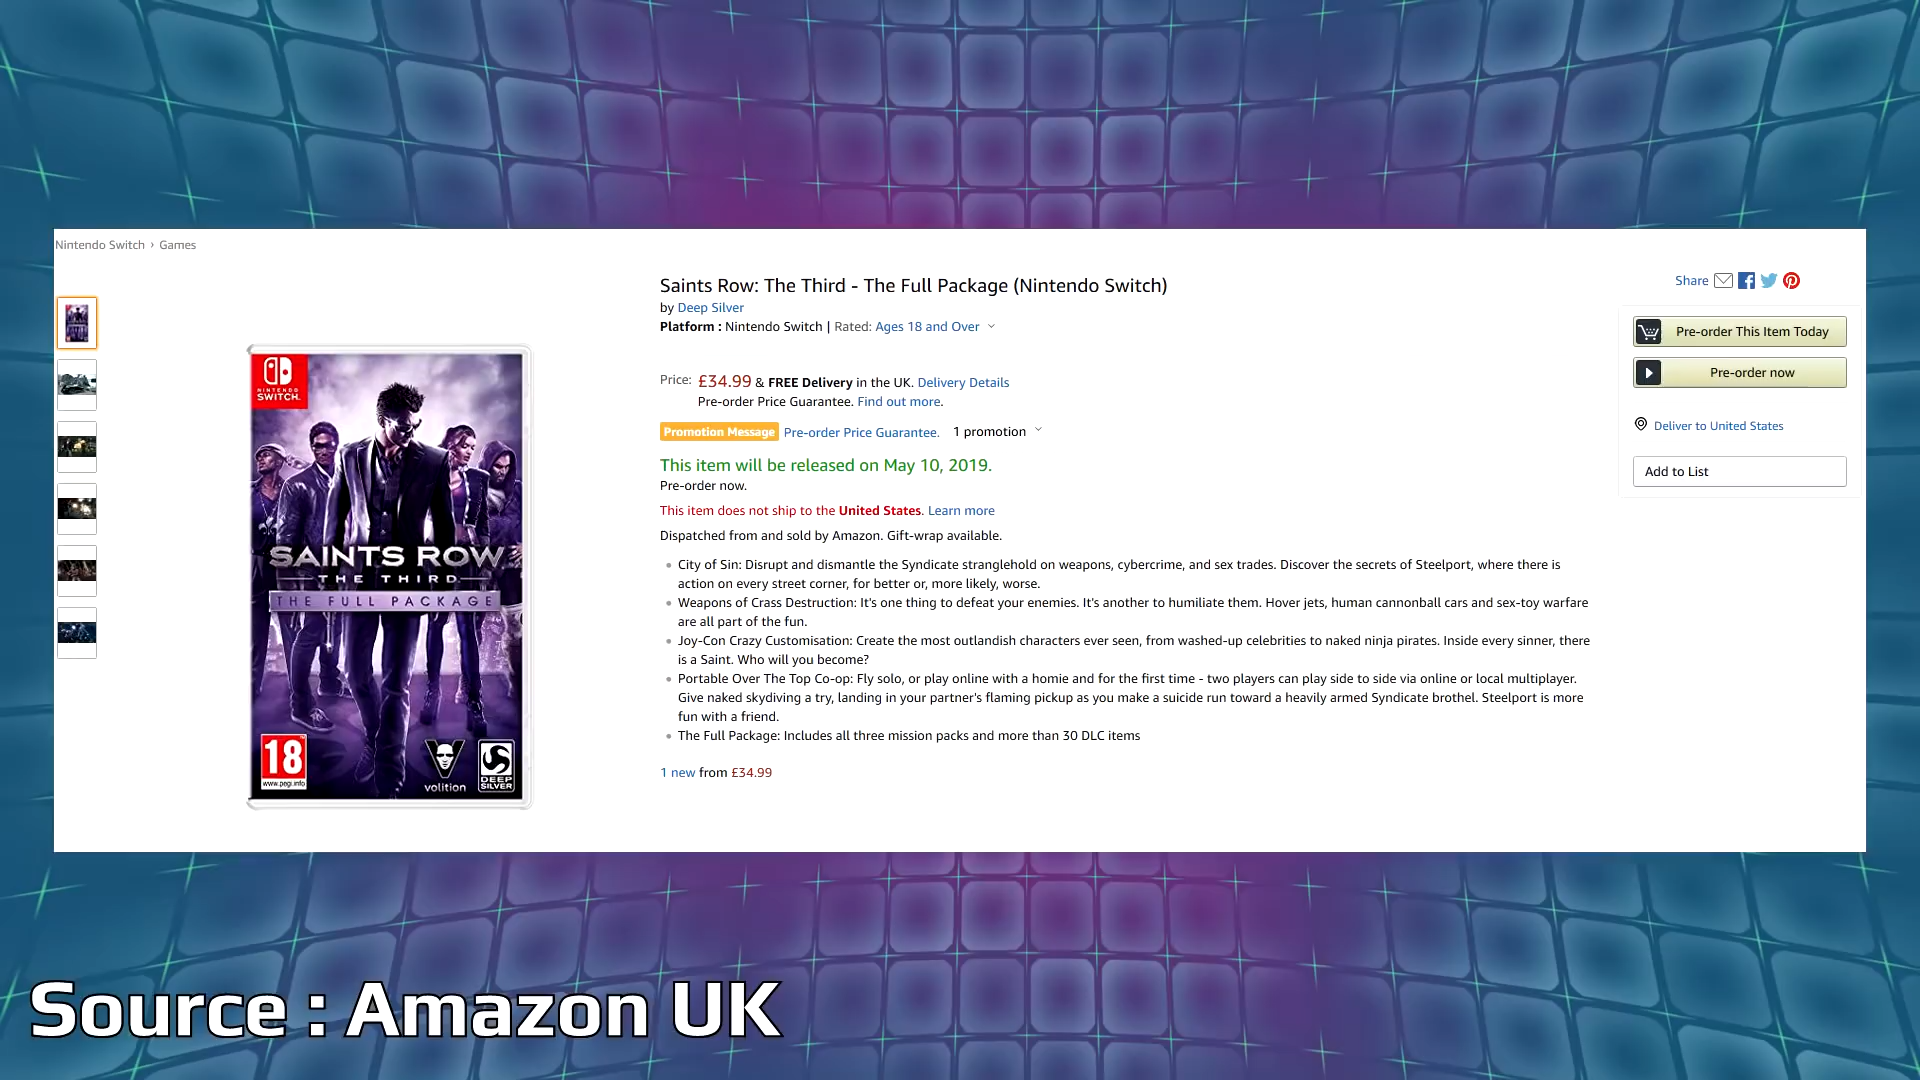 Nintendo Switch › Games
Saints Row: The Third - The Full Package (Nintendo Switch)
by Deep Silver
Platform : Nintendo Switch | Rated: Ages 18 and Over
Price: £34.99 & FREE Delivery in the UK. Delivery Details
Pre-order Price Guarantee. Find out more.
Promotion Message Pre-order Price Guarantee. 1 promotion
This item will be released on May 10, 2019.
Pre-order now.
This item does not ship to the United States. Learn more
Dispatched from and sold by Amazon. Gift-wrap available.
• City of Sin: Disrupt and dismantle the Syndicate stranglehold on weapons, cybercrime, and sex trades. Discover the secrets of Steelport, where there is
action on every street corner, for better or, more likely, worse.
• Weapons of Crass Destruction: It's one thing to defeat your enemies. It's another to humiliate them. Hover jets, human cannonball cars and sex-toy warfare
are all part of the fun.
• Joy-Con Crazy Customisation: Create the most outlandish characters ever seen, from washed-up celebrities to naked ninja pirates. Inside every sinner, there
is a Saint. Who will you become?
• Portable Over The Top Co-op: Fly solo, or play online with a homie and for the first time - two players can play side to side via online or local multiplayer.
Give naked skydiving a try, landing in your partner's flaming pickup as you make a suicide run toward a heavily armed Syndicate brothel. Steelport is more
fun with a friend.
• The Full Package: Includes all three mission packs and more than 30 DLC items
1 new from £34.99
Share
Pre-order This Item Today
Pre-order now
Deliver to United States
Add to List
NINTENDO
SWITCH
SAINTS ROW
THE THIRD
THE FULL PACKAGE
18
www.pegi.info
volition
DEEP
SILVER
Source : Amazon UK